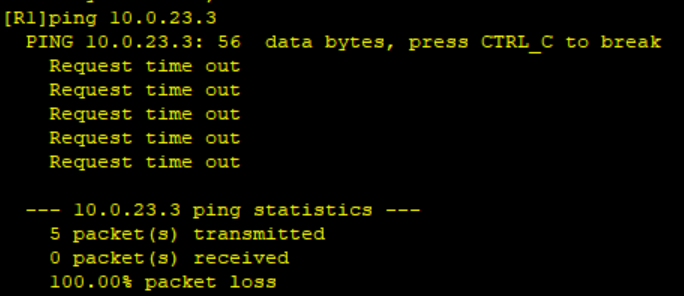 [R1]ping 10.0.23.3
PING 10.0.23.3: 56  data bytes, press CTRL_C to break
Request time out
Request time out
Request time out
Request time out
Request time out
--- 10.0.23.3 ping statistics ---
5 packet(s) transmitted
0 packet(s) received
100.00% packet loss